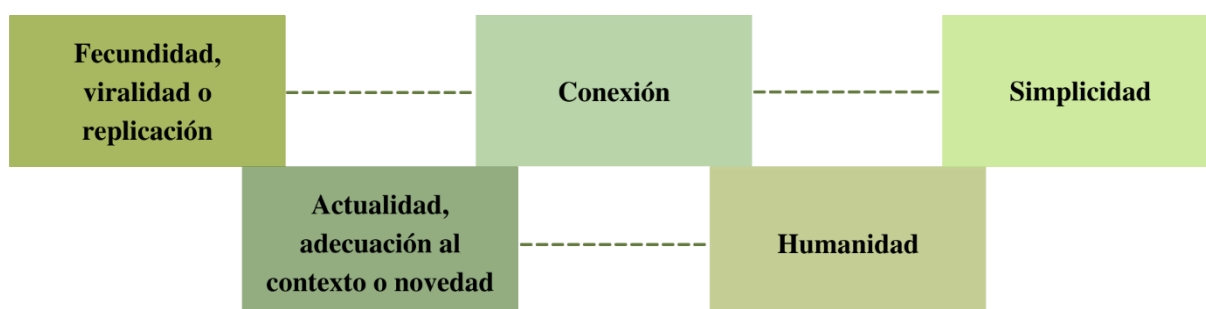 Fecundidad,
viralidad o
replicación
Conexión
Simplicidad
Actualidad,
adecuación al
contexto o novedad
Humanidad